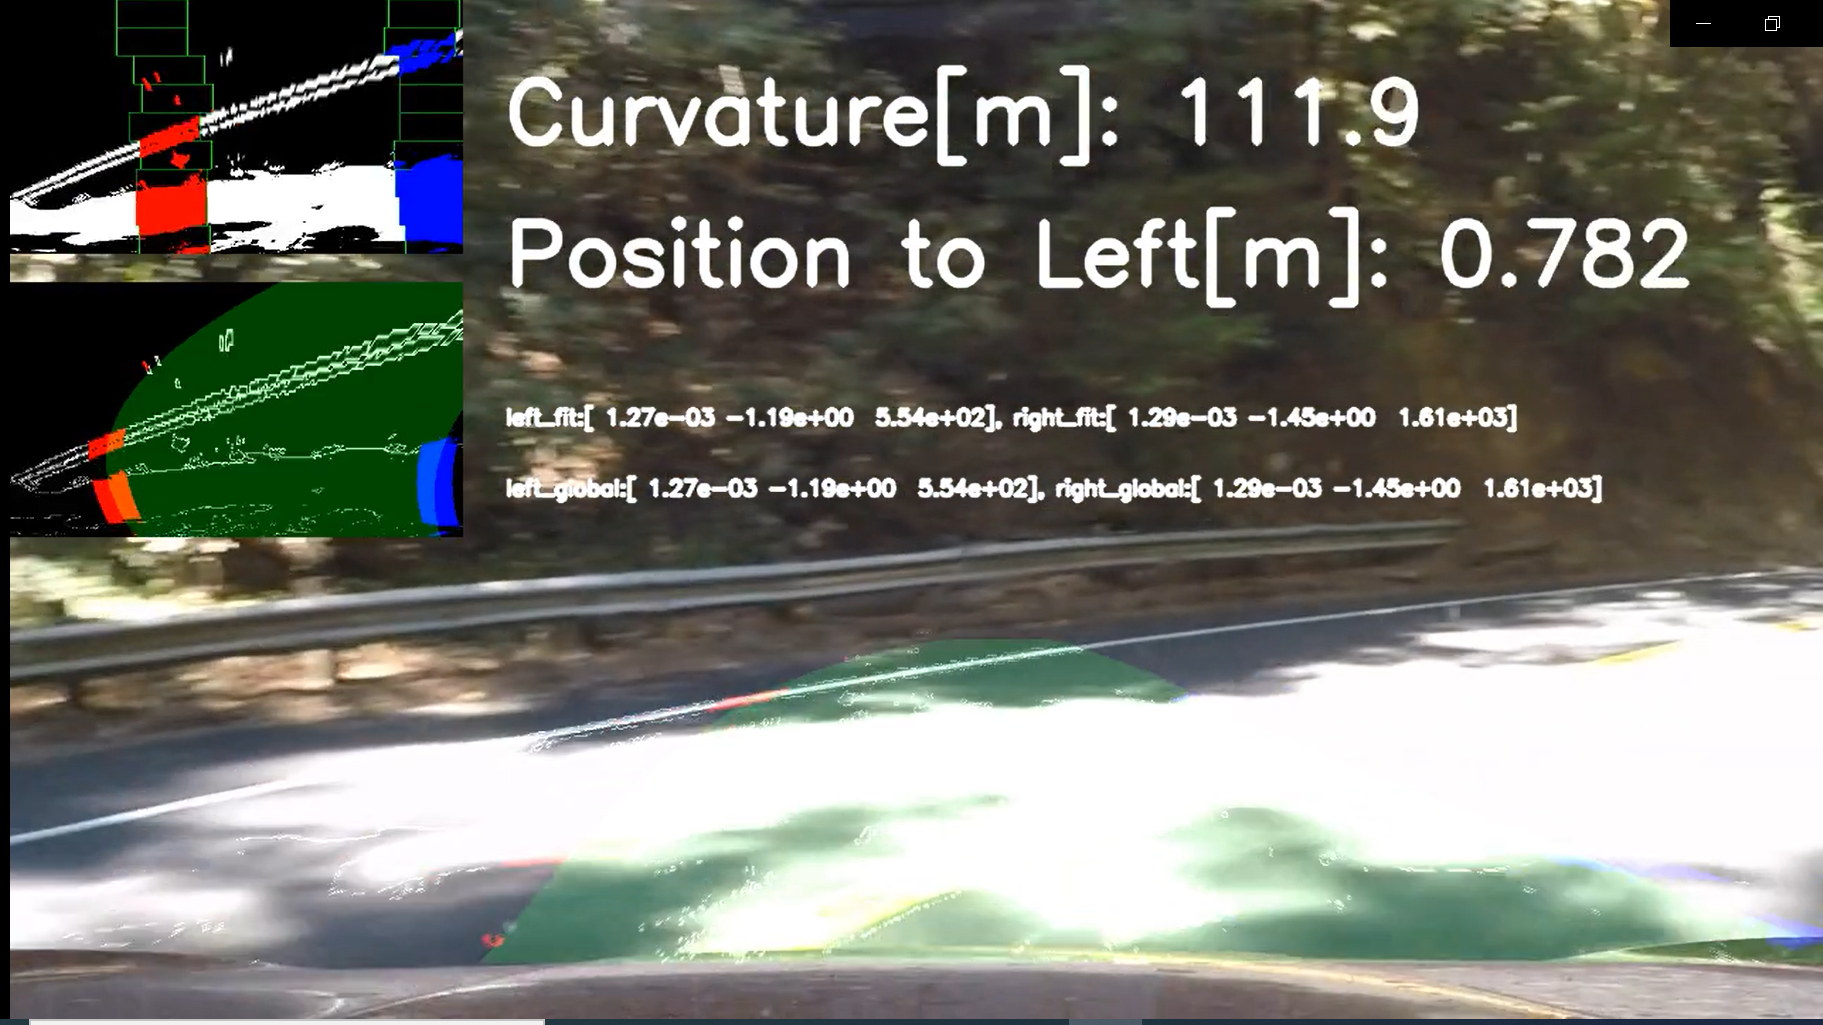 Curvature[m]: 111.9
Position to Left[m]: 0.782
left_fit:[ 1.27e-03 -1.19e+00 5.54e+02], right_fit:[ 1.29e-03 -1.45e+00 1.61e+03]
left_global:[ 1.27e-03 -1.19e+00 5.54e+02], right_global:[ 1.29e-03 -1.45e+00 1.61e+03]